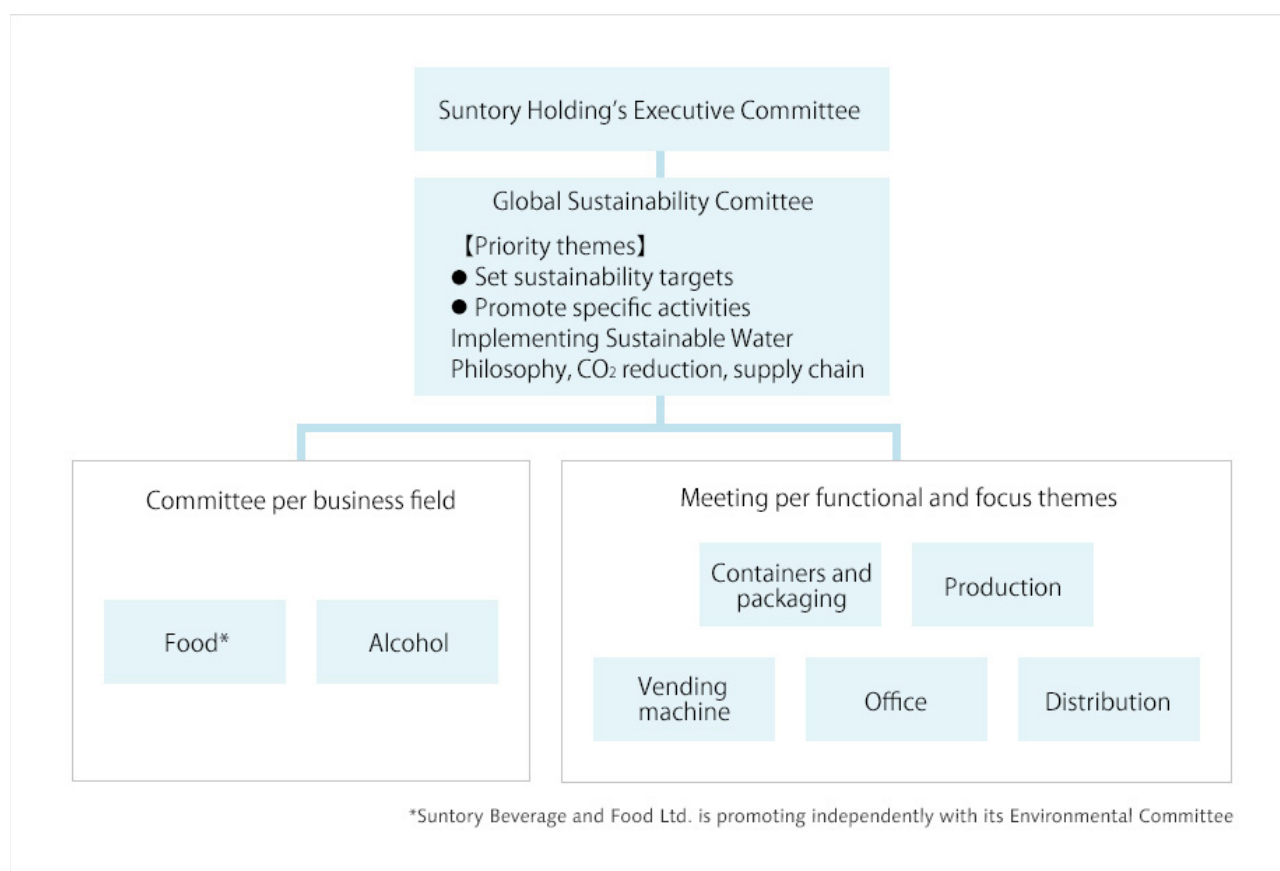 Suntory Holding's Executive Committee
Global Sustainability Comittee
【Priority themes】
● Set sustainability targets
● Promote specific activities
Implementing Sustainable Water
Philosophy, CO₂ reduction, supply chain
Committee per business field
Food*
Alcohol
Meeting per functional and focus themes
Containers and
packaging
Production
Vending
machine
Office
Distribution
*Suntory Beverage and Food Ltd. is promoting independently with its Environmental Committee